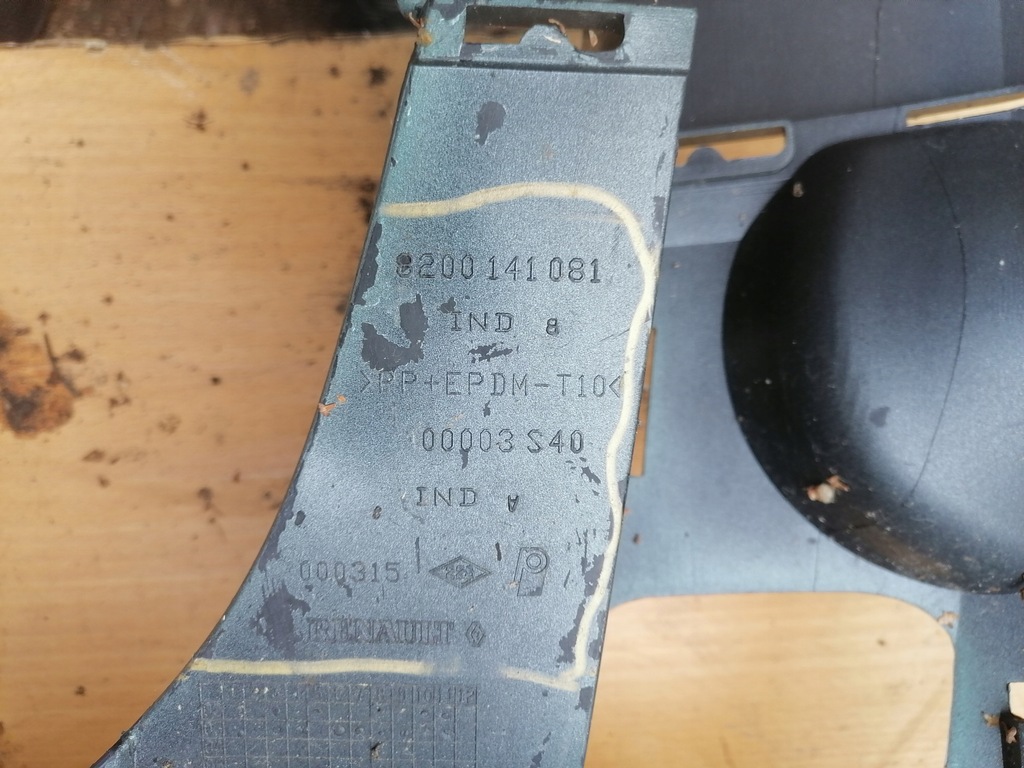 8200 141 081
IND 8
>PP+EPDM-T10<
00003 S40
IND A
000315
RENAULT